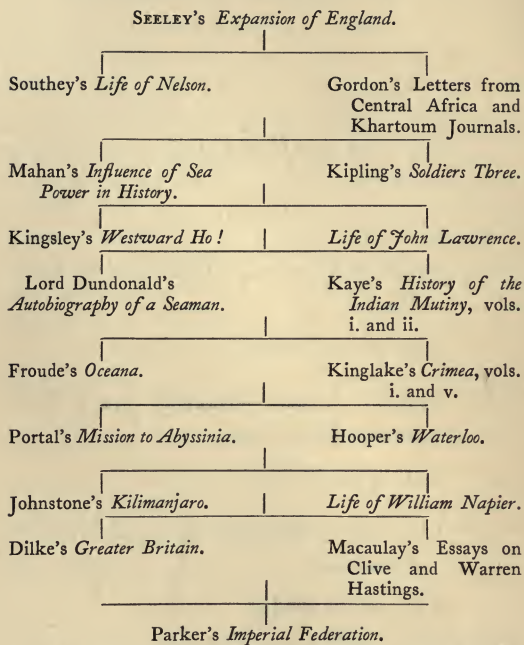 SEELEY'S Expansion of England.
Southey's Life of Nelson.
Gordon's Letters from
Central Africa and
Khartoum Journals.
Mahan's Influence of Sea
Power in History.
Kipling's Soldiers Three.
Kingsley's Westward Ho!
Life of John Lawrence.
Lord Dundonald's
Autobiography of a Seaman.
Kaye's History of the
Indian Mutiny, vols.
i. and ii.
Froude's Oceana.
Kinglake's Crimea, vols.
i. and v.
Portal's Mission to Abyssinia.
Hooper's Waterloo.
Johnstone's Kilimanjaro.
Life of William Napier.
Dilke's Greater Britain.
Macaulay's Essays on
Clive and Warren
Hastings.
Parker's Imperial Federation.